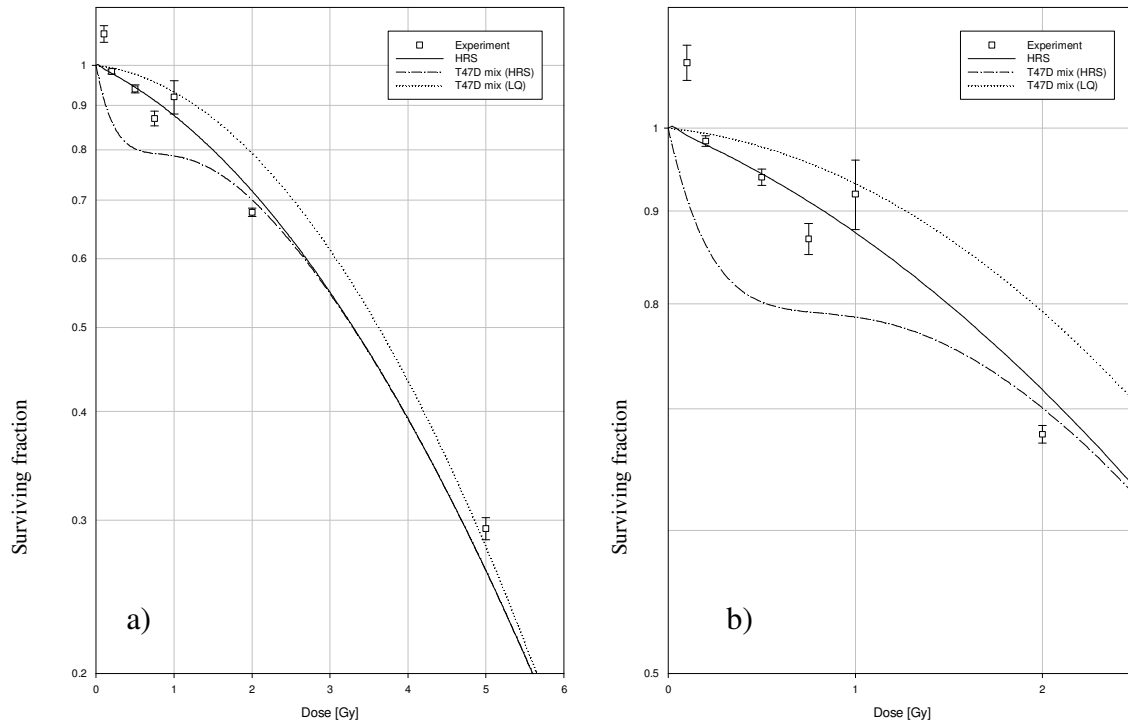 Experiment
HRS
T47D mix (HRS)
T47D mix (LQ)
1
0.9
0.8
0.7
0.6
0.5
0.4
0.3
0.2
Surviving fraction
a)
0 1 2 3 4 5 6
Dose [Gy]
Experiment
HRS
T47D mix (HRS)
T47D mix (LQ)
1
0.9
0.8
0.5
Surviving fraction
b)
0 1 2
Dose [Gy]